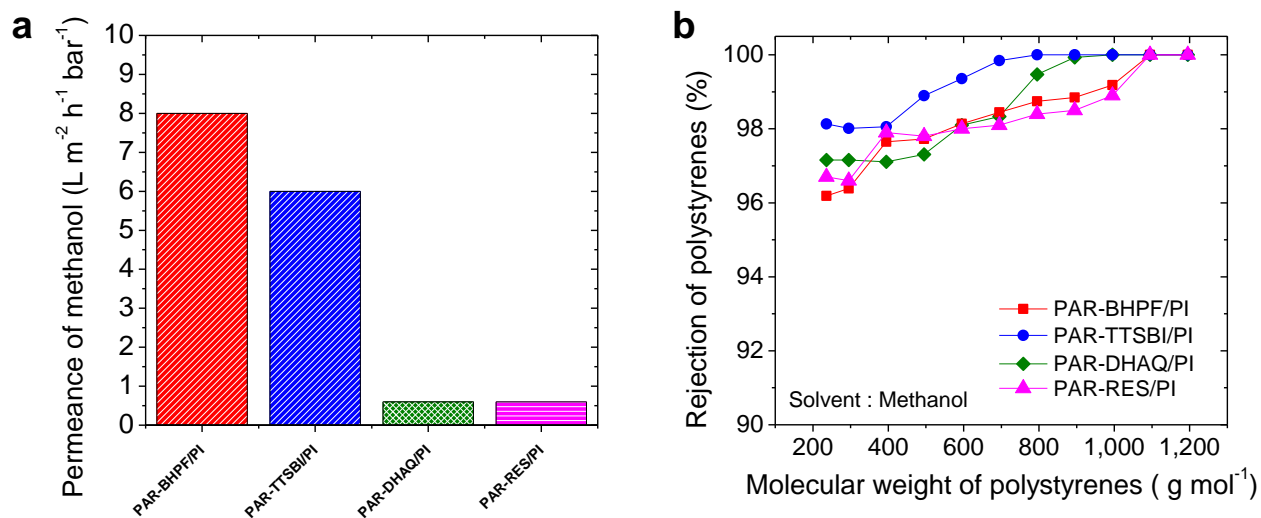 a
Permeance of methanol (L m⁻² h⁻¹ bar⁻¹)
10
9
8
7
6
5
4
3
2
1
0
PAR-BHPF/PI
PAR-TTSBI/PI
PAR-DHAQ/PI
PAR-RES/PI
b
Rejection of polystyrenes (%)
100
98
96
94
92
90
PAR-BHPF/PI
PAR-TTSBI/PI
PAR-DHAQ/PI
PAR-RES/PI
Solvent : Methanol
200 400 600 800 1,000 1,200
Molecular weight of polystyrenes ( g mol⁻¹)